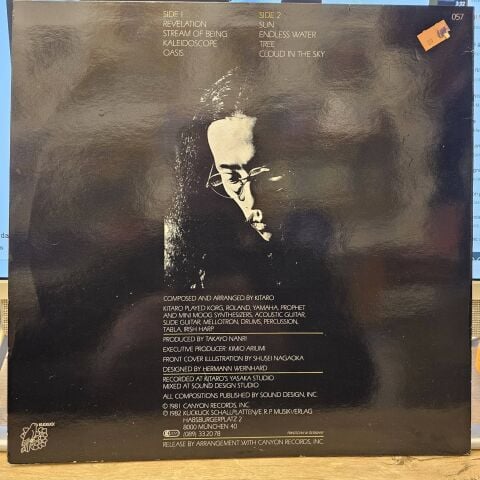 SIDE 1
REVELATION
STREAM OF BEING
KALEIDOSCOPE
OASIS
SIDE 2
SUN
ENDLESS WATER
TREE
CLOUD IN THE SKY
057
COMPOSED AND ARRANGED BY KITARO
KITARO PLAYED KORG, ROLAND, YAMAHA, PROPHET
AND MINI MOOG SYNTHESIZERS, ACOUSTIC GUITAR,
SLIDE GUITAR, MELLOTRON, DRUMS, PERCUSSION,
TABLA, IRISH HARP
PRODUCED BY TAKAYO NANRI
EXECUTIVE PRODUCER: KIMIO ARIUMI
FRONT COVER ILLUSTRATION BY SHUSEI NAGAOKA
DESIGNED BY HERMANN WERNHARD
RECORDED AT KITARO'S YASAKA STUDIO
MIXED AT SOUND DESIGN STUDIO
ALL COMPOSITIONS PUBLISHED BY SOUND DESIGN, INC.
© 1981 CANYON RECORDS, INC.
© 1982 KUCKUCK SCHALLPLATTEN/E.R.P. MUSIKVERLAG
HABSBURGERPLATZ 2
8000 MÜNCHEN 40
(089) 33 20 78
RELEASE BY ARRANGEMENT WITH CANYON RECORDS, INC.
KUCKUCK